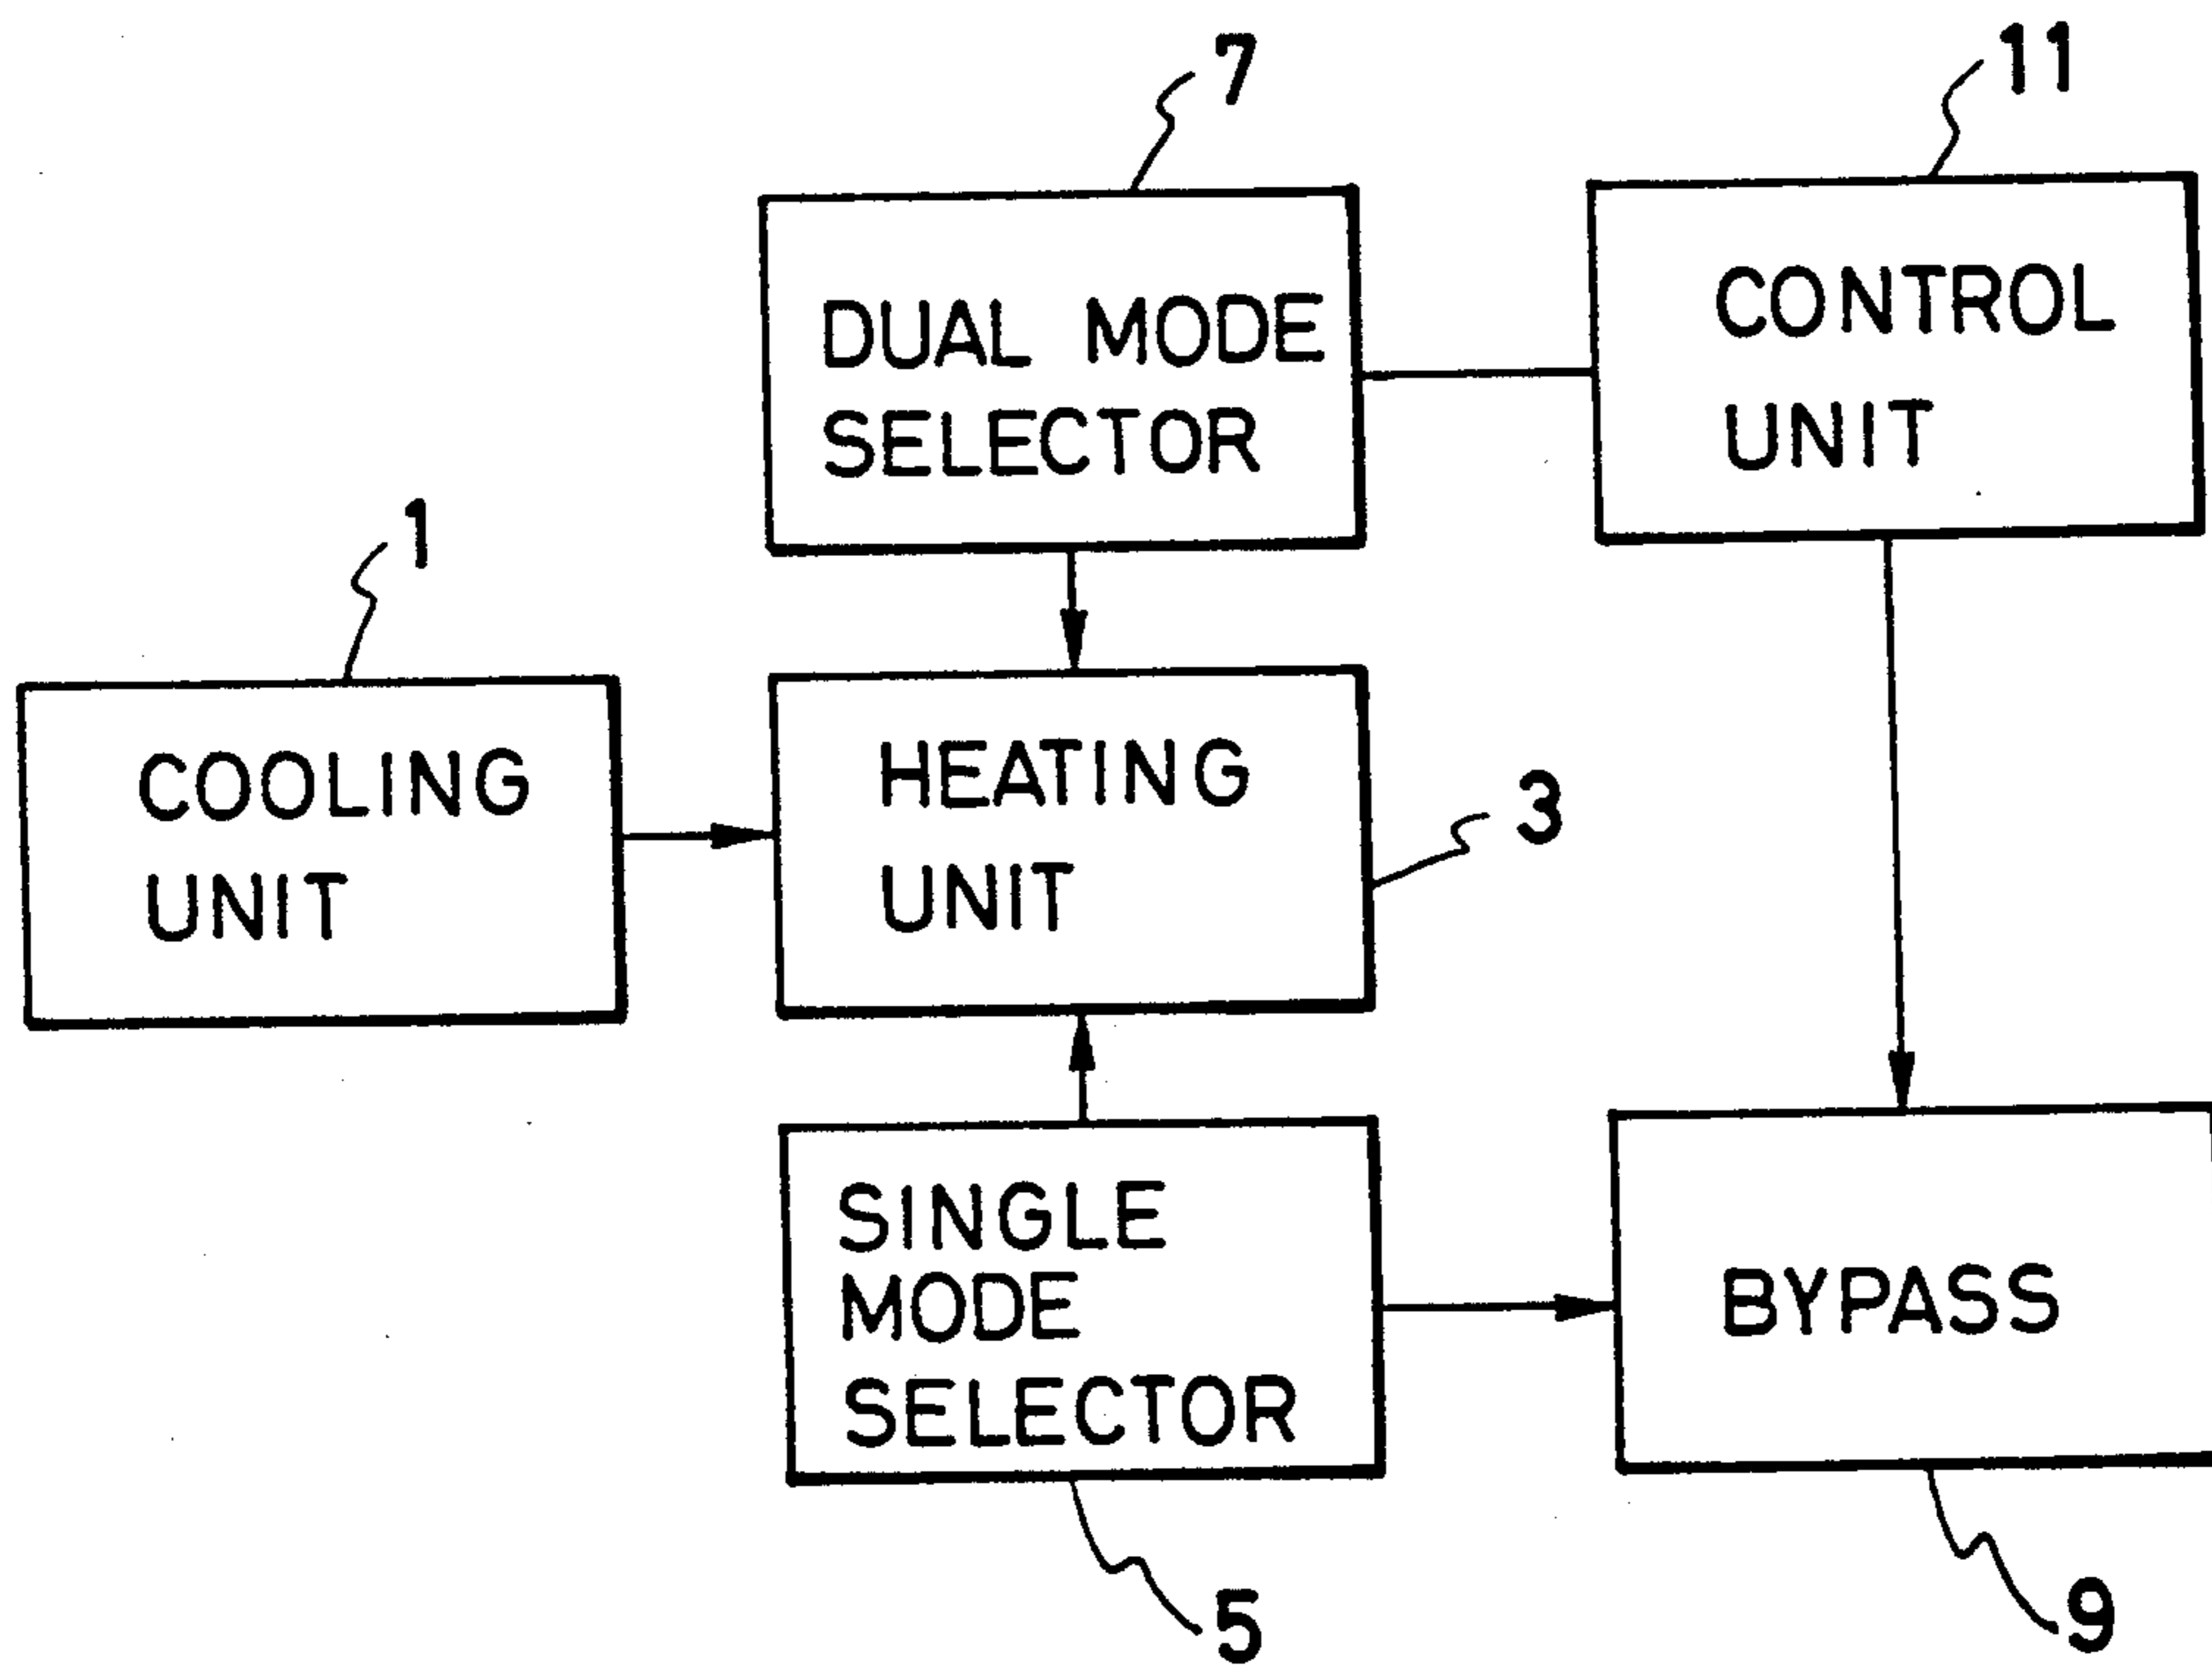 7
11
DUAL MODE
SELECTOR
CONTROL
UNIT
1
COOLING
UNIT
HEATING
UNIT
3
SINGLE
MODE
SELECTOR
BYPASS
5
9